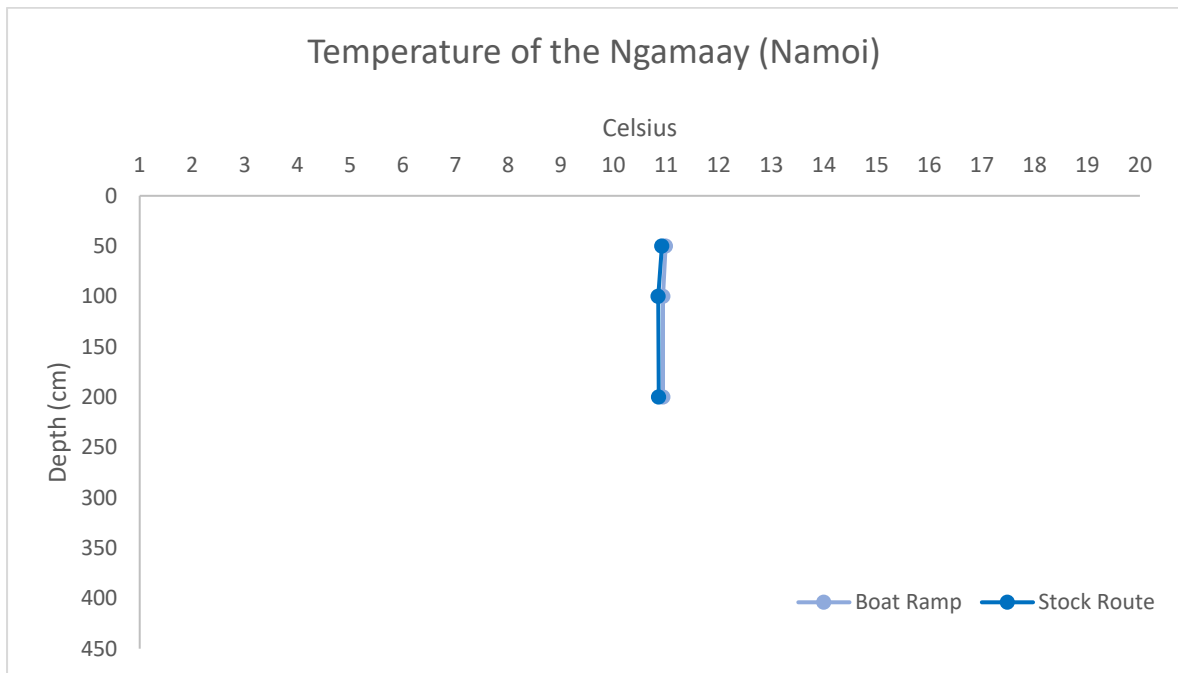 Temperature of the Ngamaay (Namoi)
Celsius
1 2 3 4 5 6 7 8 9 10 11 12 13 14 15 16 17 18 19 20
0
50
100
150
200
250
300
350
400
450
Depth (cm)
Boat Ramp Stock Route